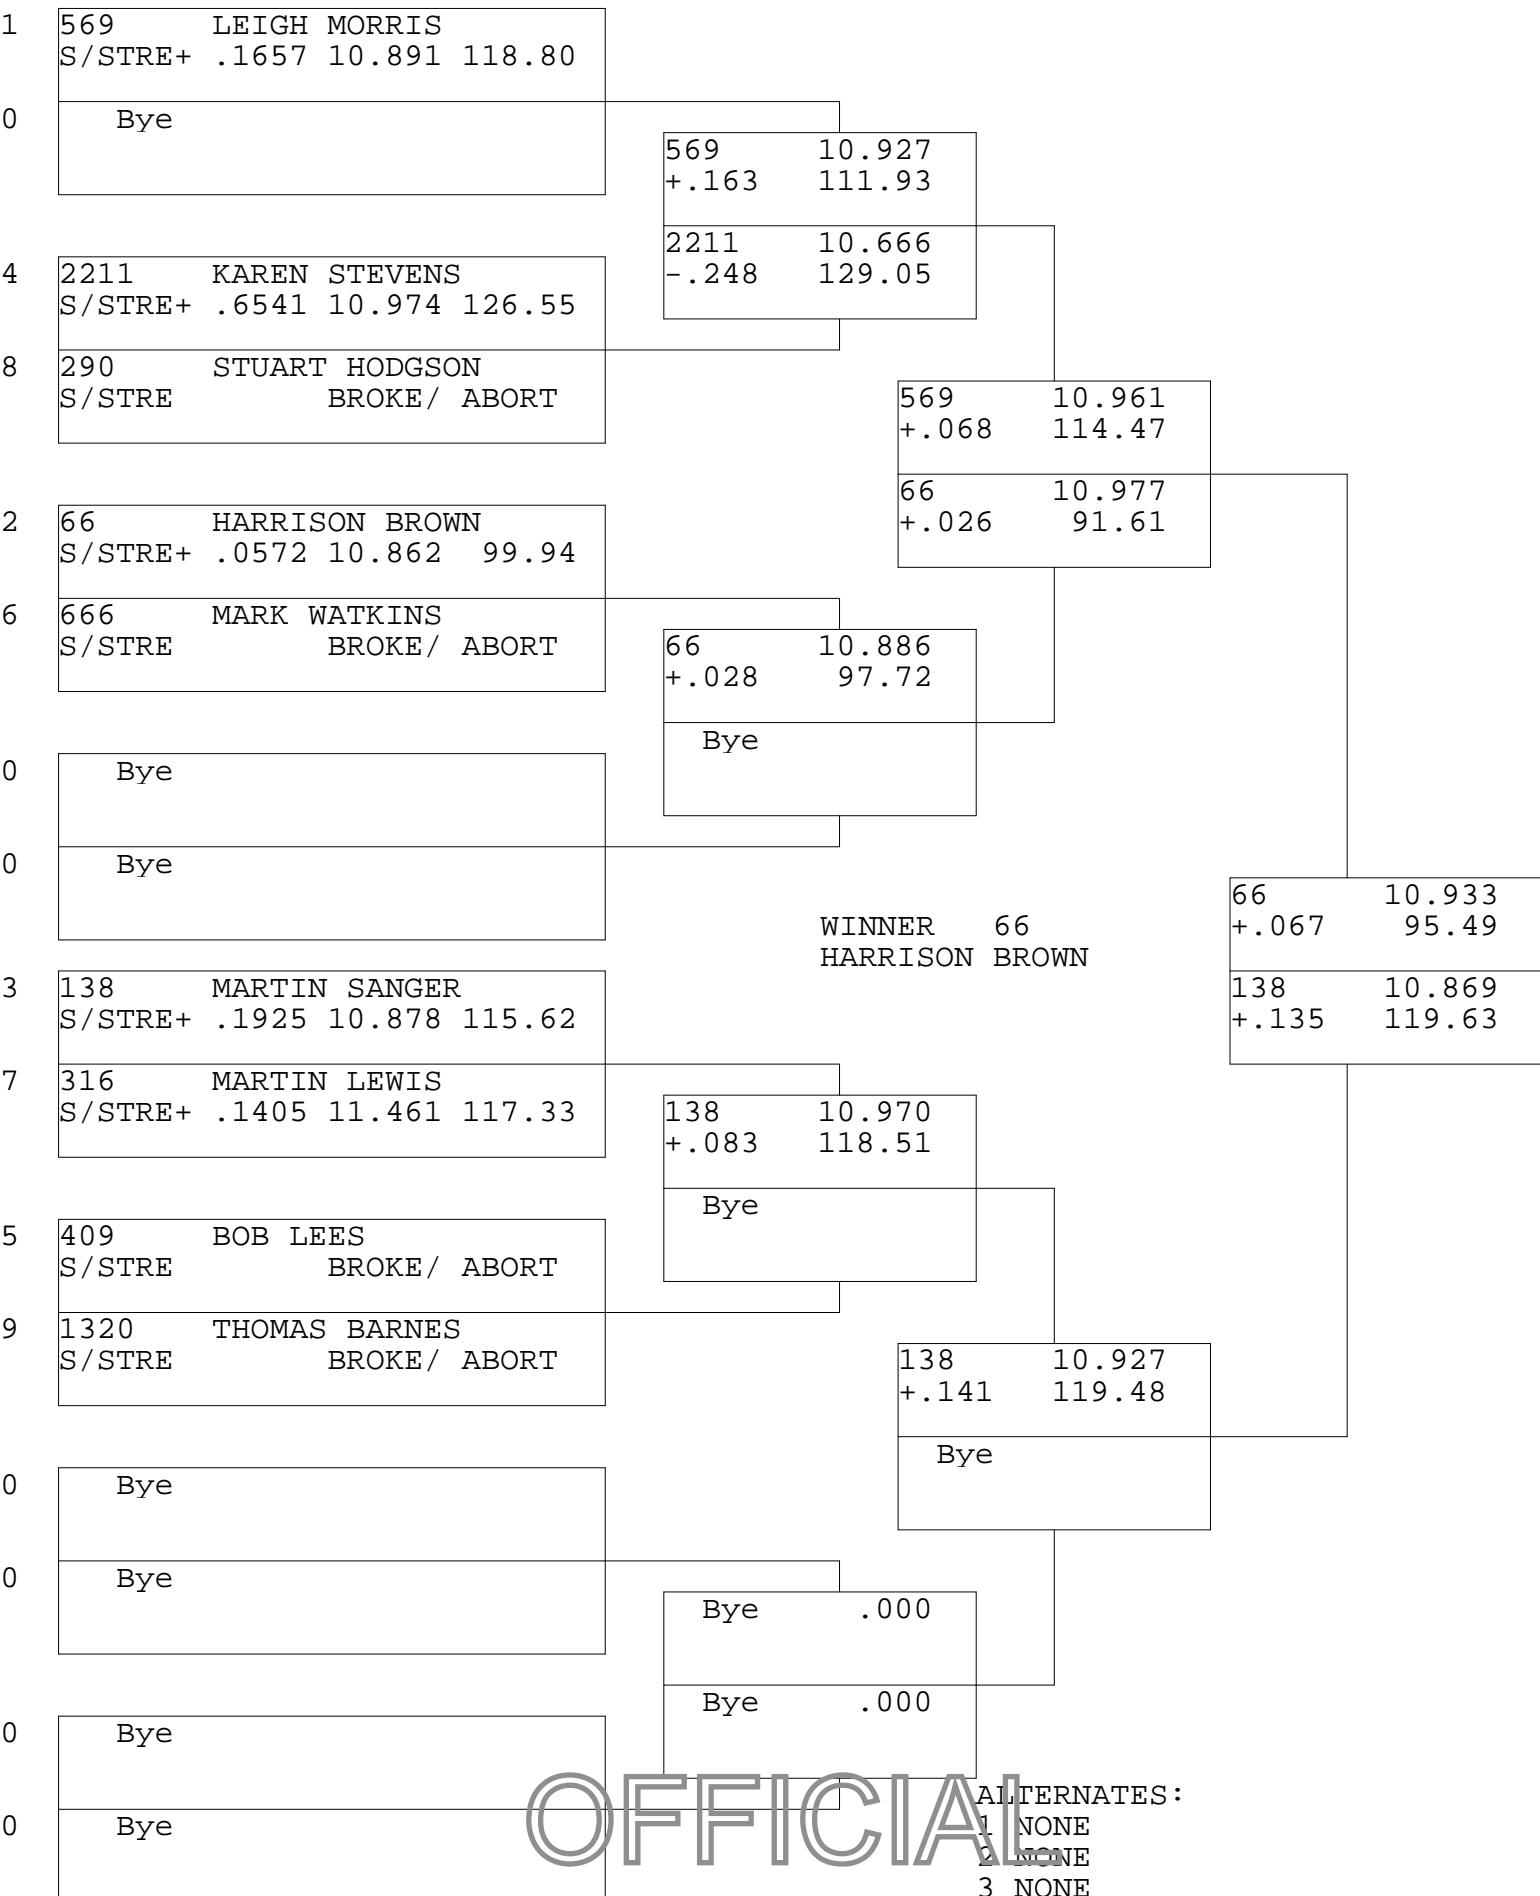 1 569 LEIGH MORRIS
S/STRE+ .1657 10.891 118.80
0 Bye
4 2211 KAREN STEVENS
S/STRE+ .6541 10.974 126.55
8 290 STUART HODGSON
S/STRE BROKE/ ABORT
2 66 HARRISON BROWN
S/STRE+ .0572 10.862 99.94
6 666 MARK WATKINS
S/STRE BROKE/ ABORT
0 Bye
0 Bye
3 138 MARTIN SANGER
S/STRE+ .1925 10.878 115.62
7 316 MARTIN LEWIS
S/STRE+ .1405 11.461 117.33
5 409 BOB LEES
S/STRE BROKE/ ABORT
9 1320 THOMAS BARNES
S/STRE BROKE/ ABORT
0 Bye
0 Bye
0 Bye
0 Bye
569 10.927
+.163 111.93
2211 10.666
-.248 129.05
66 10.886
+.028 97.72
Bye
138 10.970
+.083 118.51
Bye
Bye .000
Bye .000
569 10.961
+.068 114.47
66 10.977
+.026 91.61
138 10.927
+.141 119.48
Bye
WINNER 66
HARRISON BROWN
66 10.933
+.067 95.49
138 10.869
+.135 119.63
OFFICIAL
ALTERNATES:
1 NONE
2 NONE
3 NONE